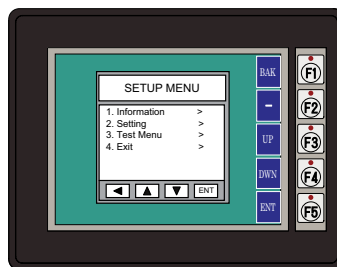 SETUP MENU
1. Information >
2. Setting >
3. Test Menu >
4. Exit >
ENT
BAK
-
UP
DWN
ENT
F1
F2
F3
F4
F5